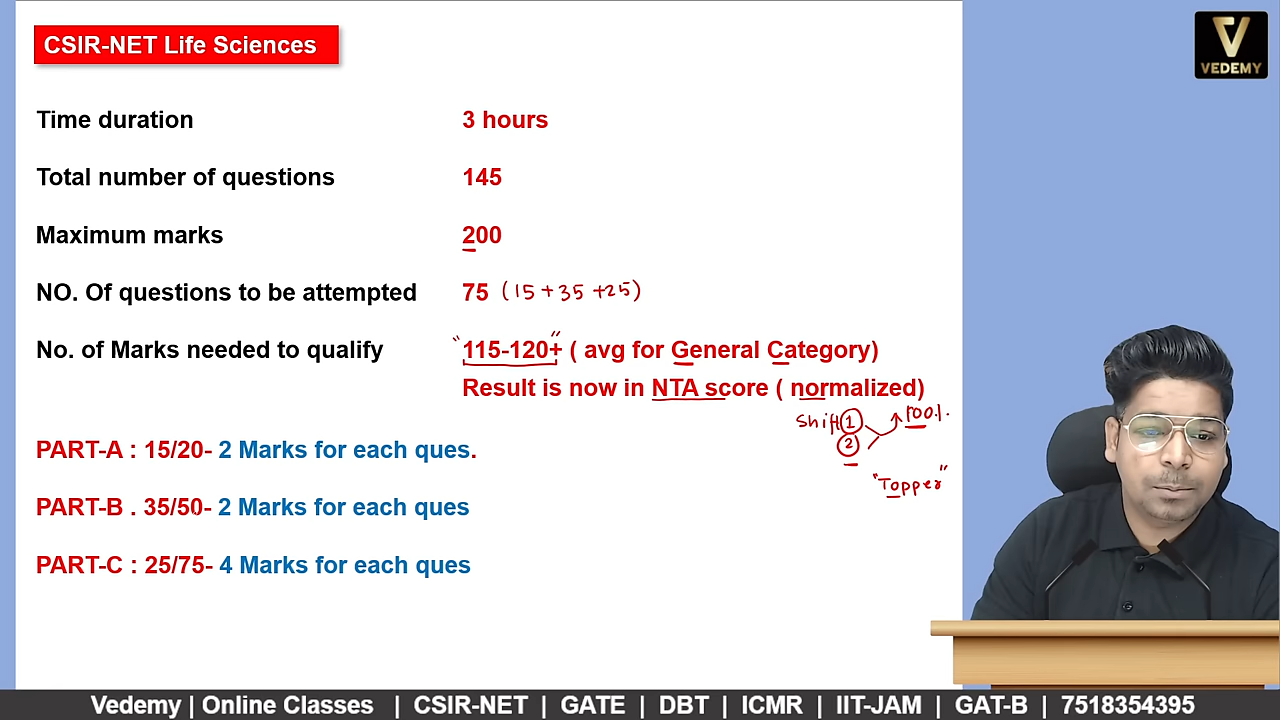 CSIR-NET Life Sciences
V
VEDEMY
Time duration 3 hours
Total number of questions 145
Maximum marks 200
NO. Of questions to be attempted 75 (15 + 35 + 25)
No. of Marks needed to qualify "115-120+" ( avg for General Category)
Result is now in NTA score ( normalized)
Shift 1 100%.
2
"Topper"
PART-A : 15/20- 2 Marks for each ques.
PART-B . 35/50- 2 Marks for each ques
PART-C : 25/75- 4 Marks for each ques
Vedemy | Online Classes | CSIR-NET | GATE | DBT | ICMR | IIT-JAM | GAT-B | 7518354395